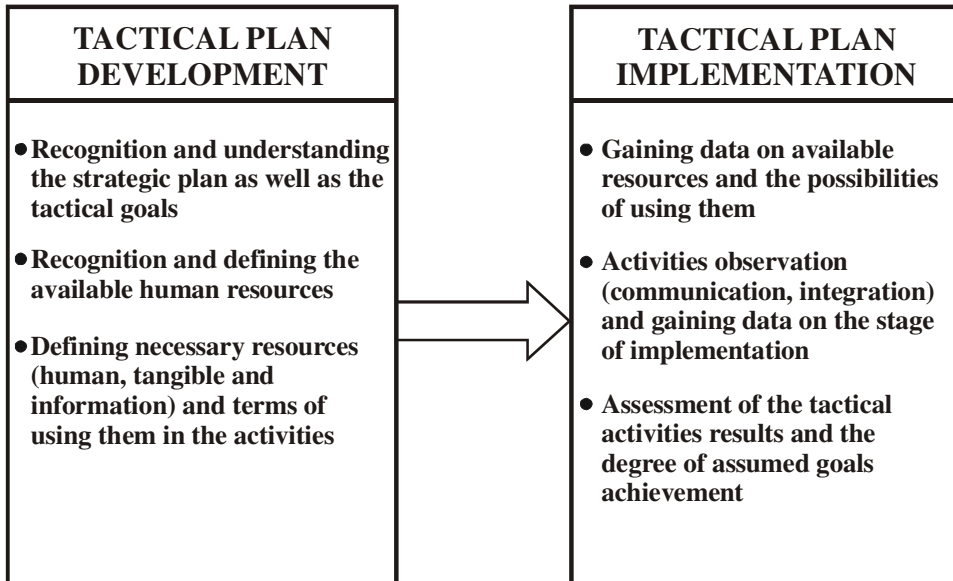 TACTICAL PLAN
DEVELOPMENT
• Recognition and understanding
the strategic plan as well as the
tactical goals
• Recognition and defining the
available human resources
• Defining necessary resources
(human, tangible and
information) and terms of
using them in the activities
TACTICAL PLAN
IMPLEMENTATION
• Gaining data on available
resources and the possibilities
of using them
• Activities observation
(communication, integration)
and gaining data on the stage
of implementation
• Assessment of the tactical
activities results and the
degree of assumed goals
achievement